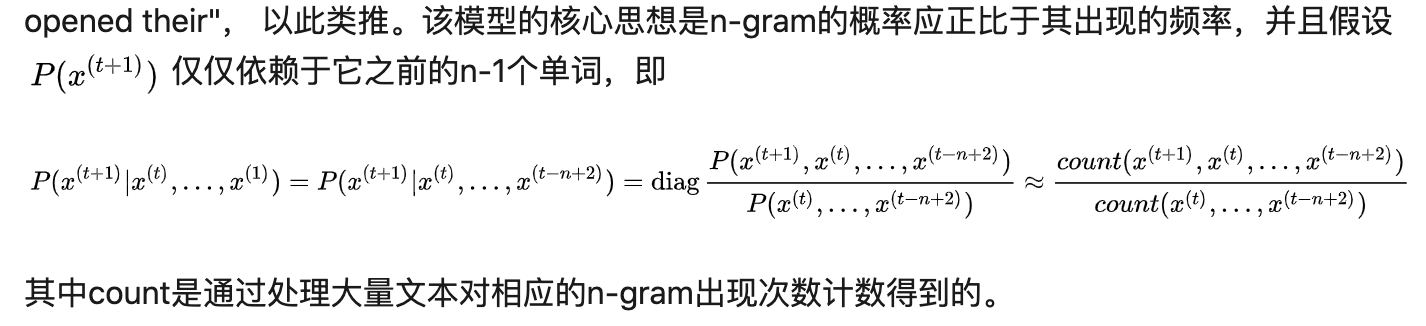 opened their"， 以此类推。该模型的核心思想是n-gram的概率应正比于其出现的频率，并且假设
$P(x^{(t+1)})$ 仅仅依赖于它之前的n-1个单词，即
$P(x^{(t+1)}|x^{(t)},\ldots,x^{(1)}) = P(x^{(t+1)}|x^{(t)},\ldots,x^{(t-n+2)}) = \text{diag}\frac{P(x^{(t+1)},x^{(t)},\ldots,x^{(t-n+2)})}{P(x^{(t)},\ldots,x^{(t-n+2)})} \approx \frac{count(x^{(t+1)},x^{(t)},\ldots,x^{(t-n+2)})}{count(x^{(t)},\ldots,x^{(t-n+2)})}$
其中count是通过处理大量文本对相应的n-gram出现次数计数得到的。